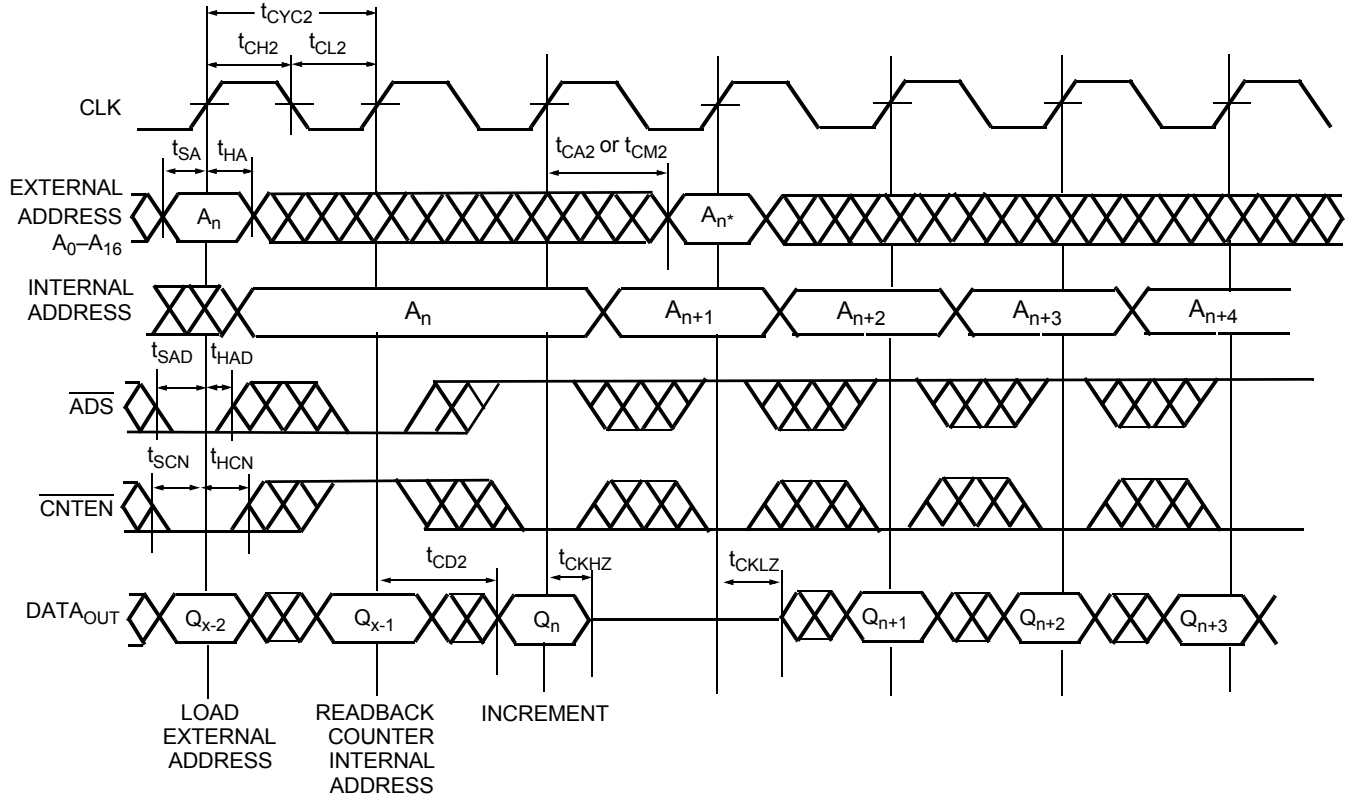 tCYC2
tCH2 tCL2
CLK
tSA tHA tCA2 or tCM2
EXTERNAL
ADDRESS
A0–A16
An An*
INTERNAL
ADDRESS
An An+1 An+2 An+3 An+4
tSAD tHAD
ADS
tSCN tHCN
CNTEN
tCD2 tCKHZ tCKLZ
DATAOUT
Qx-2 Qx-1 Qn Qn+1 Qn+2 Qn+3
LOAD
EXTERNAL
ADDRESS
READBACK
COUNTER
INTERNAL
ADDRESS
INCREMENT